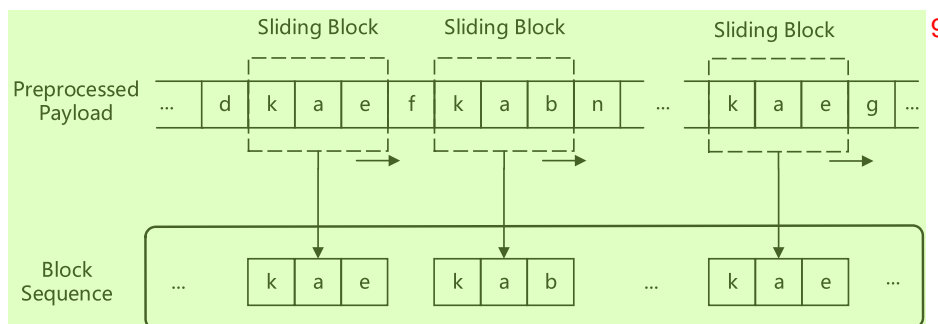 Sliding Block Sliding Block Sliding Block
Preprocessed
Payload
... d k a e f k a b n ... k a e g ...
Block
Sequence
... k a e k a b ... k a e ...